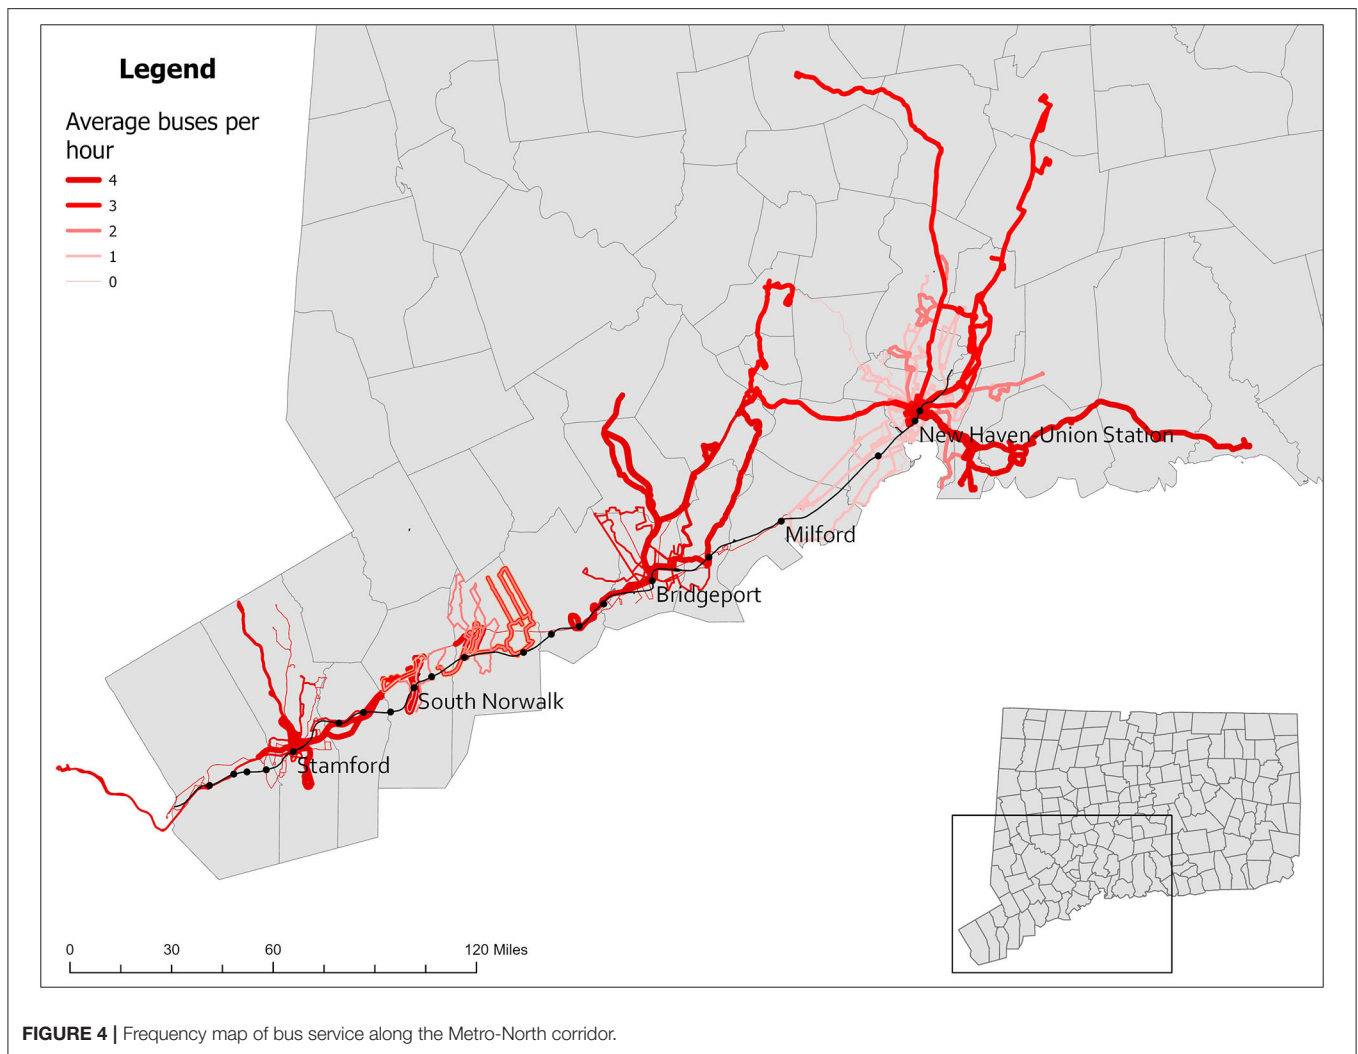 Legend
Average buses per
hour
4
3
2
1
0
New Haven Union Station
Milford
Bridgeport
South Norwalk
Stamford
0 30 60 120 Miles
FIGURE 4 | Frequency map of bus service along the Metro-North corridor.